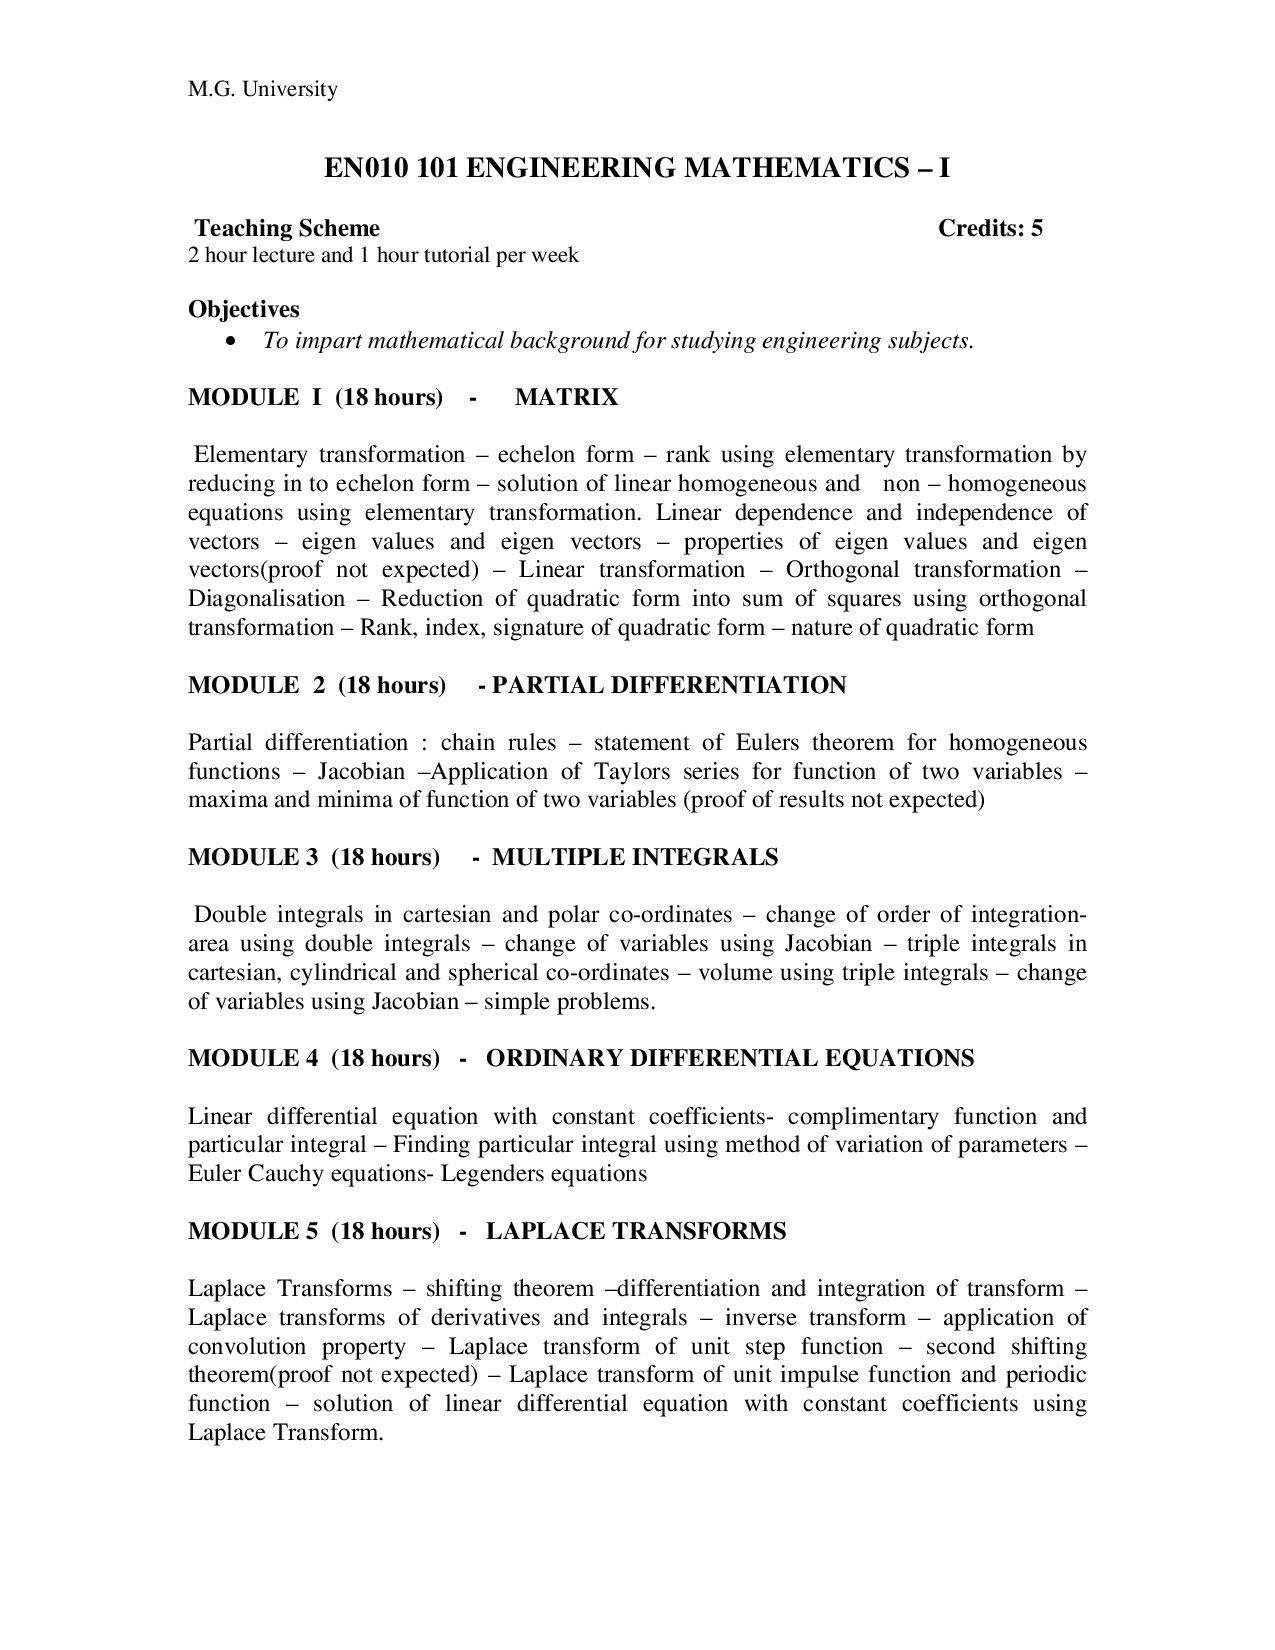 M.G. University
EN010 101 ENGINEERING MATHEMATICS – I
Teaching Scheme Credits: 5
2 hour lecture and 1 hour tutorial per week
Objectives
• To impart mathematical background for studying engineering subjects.
MODULE I (18 hours) - MATRIX
Elementary transformation – echelon form – rank using elementary transformation by
reducing in to echelon form – solution of linear homogeneous and non – homogeneous
equations using elementary transformation. Linear dependence and independence of
vectors – eigen values and eigen vectors – properties of eigen values and eigen
vectors(proof not expected) – Linear transformation – Orthogonal transformation –
Diagonalisation – Reduction of quadratic form into sum of squares using orthogonal
transformation – Rank, index, signature of quadratic form – nature of quadratic form
MODULE 2 (18 hours) - PARTIAL DIFFERENTIATION
Partial differentiation : chain rules – statement of Eulers theorem for homogeneous
functions – Jacobian –Application of Taylors series for function of two variables –
maxima and minima of function of two variables (proof of results not expected)
MODULE 3 (18 hours) - MULTIPLE INTEGRALS
Double integrals in cartesian and polar co-ordinates – change of order of integration-
area using double integrals – change of variables using Jacobian – triple integrals in
cartesian, cylindrical and spherical co-ordinates – volume using triple integrals – change
of variables using Jacobian – simple problems.
MODULE 4 (18 hours) - ORDINARY DIFFERENTIAL EQUATIONS
Linear differential equation with constant coefficients- complimentary function and
particular integral – Finding particular integral using method of variation of parameters –
Euler Cauchy equations- Legenders equations
MODULE 5 (18 hours) - LAPLACE TRANSFORMS
Laplace Transforms – shifting theorem –differentiation and integration of transform –
Laplace transforms of derivatives and integrals – inverse transform – application of
convolution property – Laplace transform of unit step function – second shifting
theorem(proof not expected) – Laplace transform of unit impulse function and periodic
function – solution of linear differential equation with constant coefficients using
Laplace Transform.